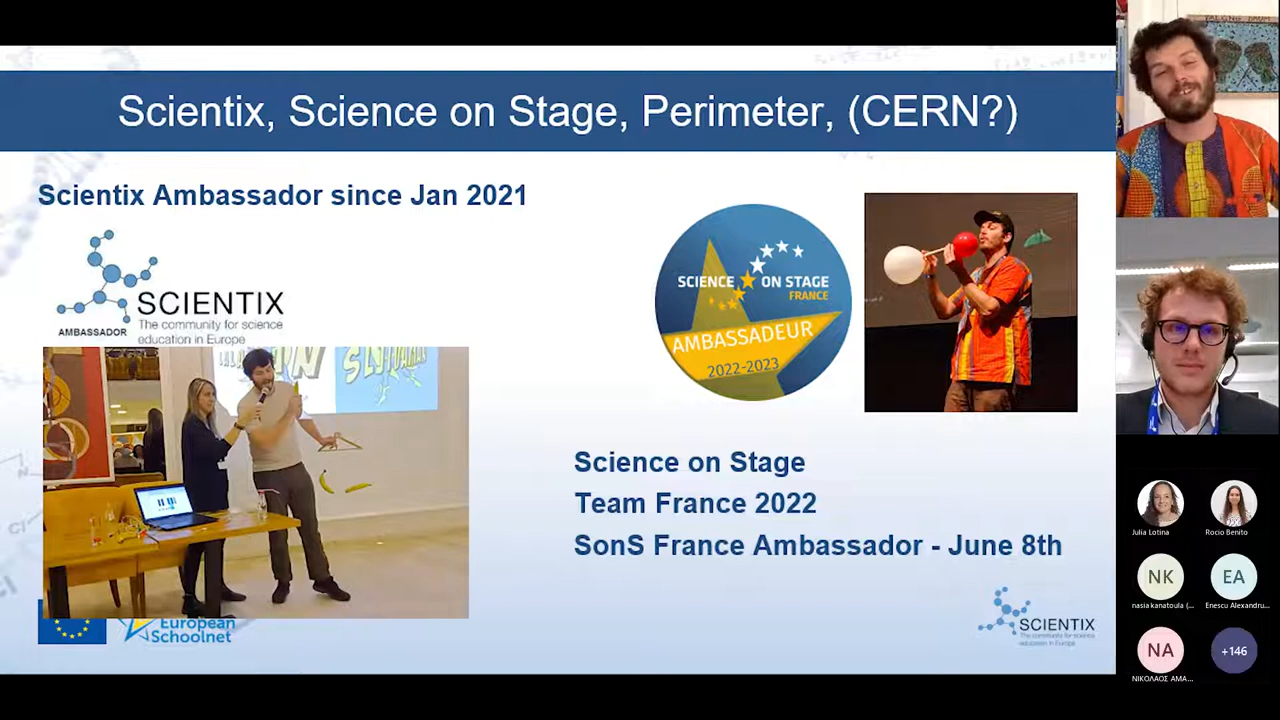 Scientix, Science on Stage, Perimeter, (CERN?)
Scientix Ambassador since Jan 2021
SCIENTIX
AMBASSADOR
The community for science
education in Europe
SCIENCE ON STAGE
FRANCE
AMBASSADEUR
2022-2023
Science on Stage
Team France 2022
SonS France Ambassador - June 8th
European
Schoolnet
SCIENTIX
The community for science
education in Europe
Julia Lotina
Rocio Benito
NK
EA
nasia kanatoula (...
Enescu Alexandru...
NA
+146
ΝΙΚΟΛΑΟΣ ΑΜΑ...